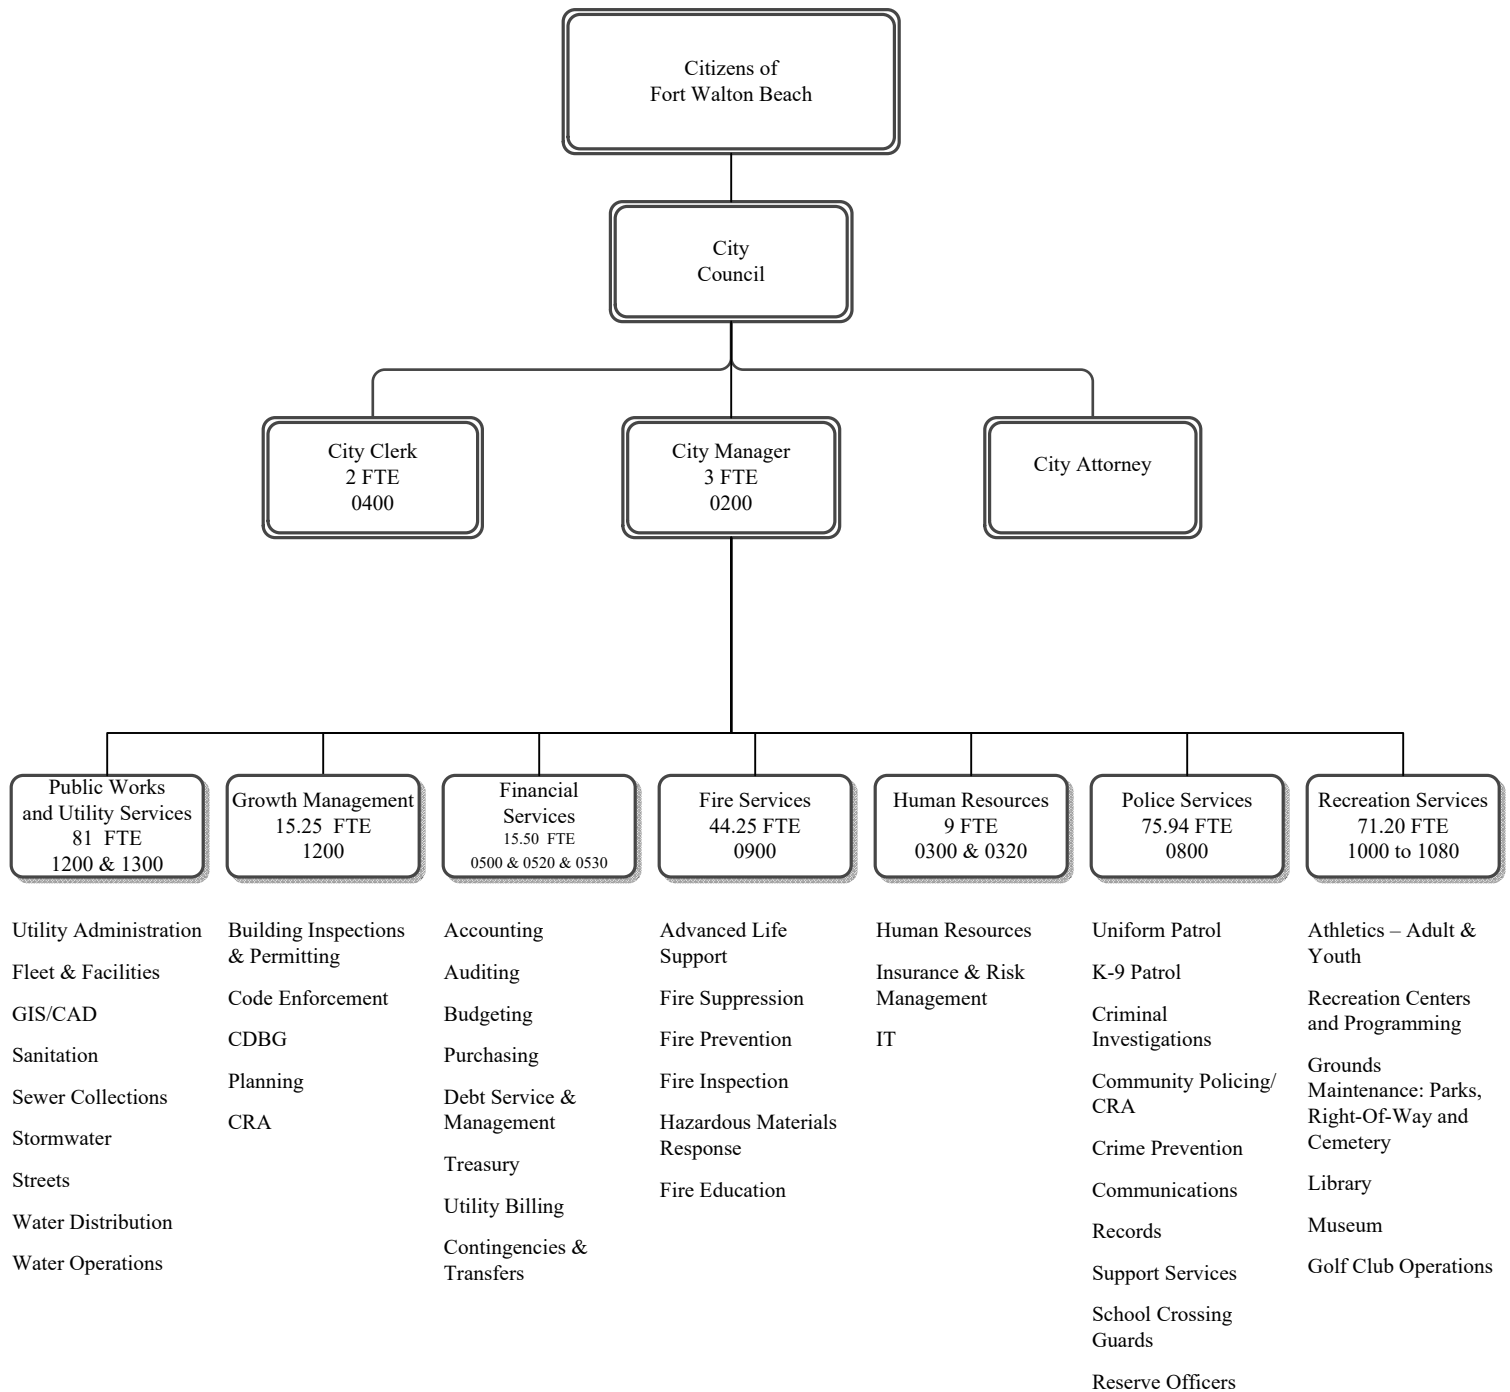 Citizens of
Fort Walton Beach
City
Council
City Clerk
2 FTE
0400
City Manager
3 FTE
0200
City Attorney
Public Works
and Utility Services
81 FTE
1200 & 1300
Growth Management
15.25 FTE
1200
Financial
Services
15.50 FTE
0500 & 0520 & 0530
Fire Services
44.25 FTE
0900
Human Resources
9 FTE
0300 & 0320
Police Services
75.94 FTE
0800
Recreation Services
71.20 FTE
1000 to 1080
Utility Administration
Fleet & Facilities
GIS/CAD
Sanitation
Sewer Collections
Stormwater
Streets
Water Distribution
Water Operations
Building Inspections
& Permitting
Code Enforcement
CDBG
Planning
CRA
Accounting
Auditing
Budgeting
Purchasing
Debt Service &
Management
Treasury
Utility Billing
Contingencies &
Transfers
Advanced Life
Support
Fire Suppression
Fire Prevention
Fire Inspection
Hazardous Materials
Response
Fire Education
Human Resources
Insurance & Risk
Management
IT
Uniform Patrol
K-9 Patrol
Criminal
Investigations
Community Policing/
CRA
Crime Prevention
Communications
Records
Support Services
School Crossing
Guards
Reserve Officers
Athletics – Adult &
Youth
Recreation Centers
and Programming
Grounds
Maintenance: Parks,
Right-Of-Way and
Cemetery
Library
Museum
Golf Club Operations